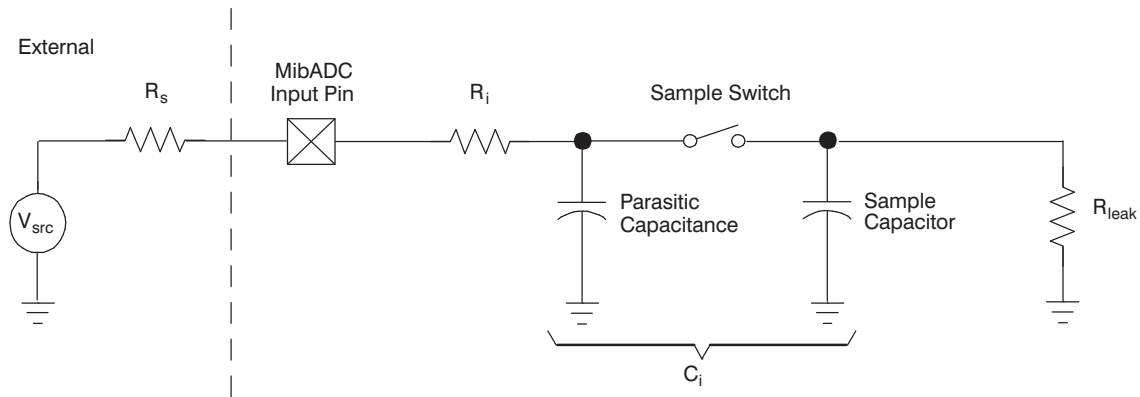 External
MibADC
Input Pin
Rs
Ri
Sample Switch
Vsrc
Parasitic
Capacitance
Sample
Capacitor
Rleak
Ci